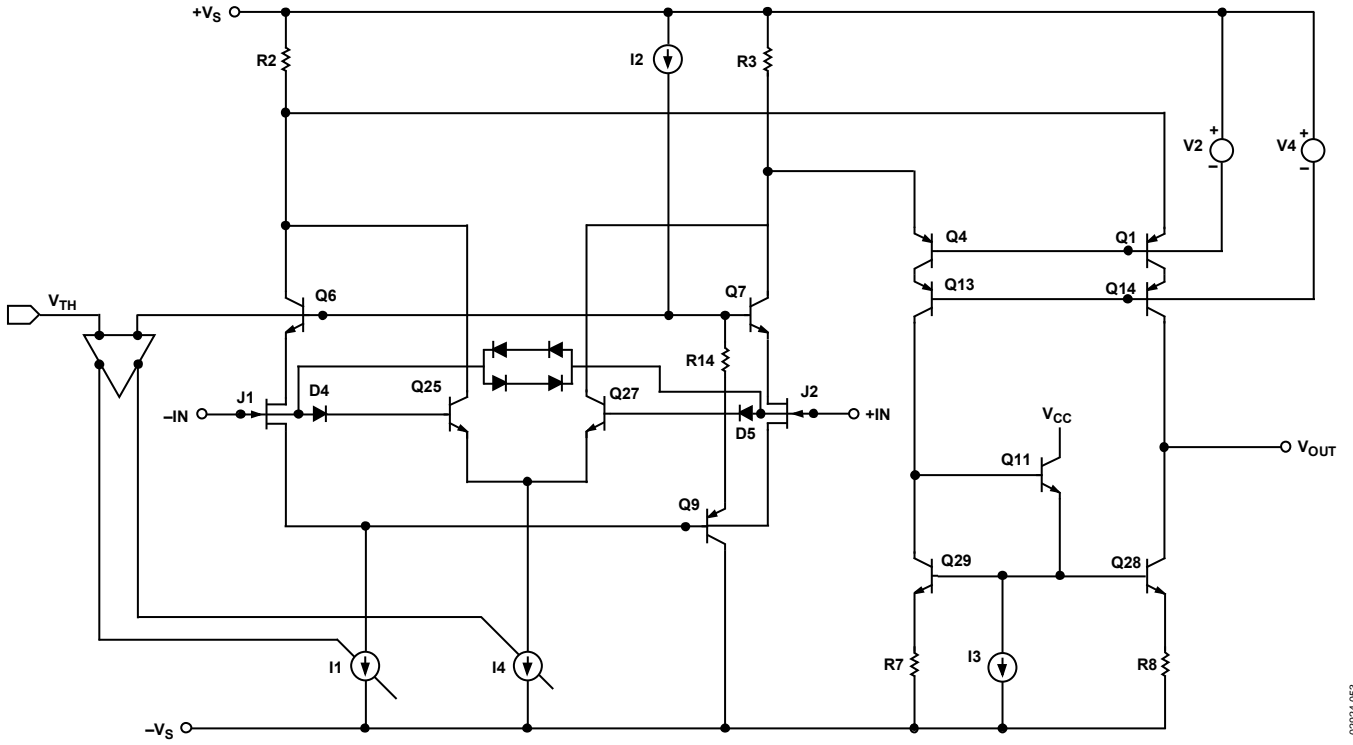 +VS
R2
I2
R3
V2
+
–
V4
+
–
Q4
Q1
VTH
Q6
Q7
Q13
Q14
R14
J1
D4
Q25
Q27
J2
–IN
D5
+IN
VCC
Q11
VOUT
Q9
Q29
Q28
I1
I4
R7
I3
R8
–VS